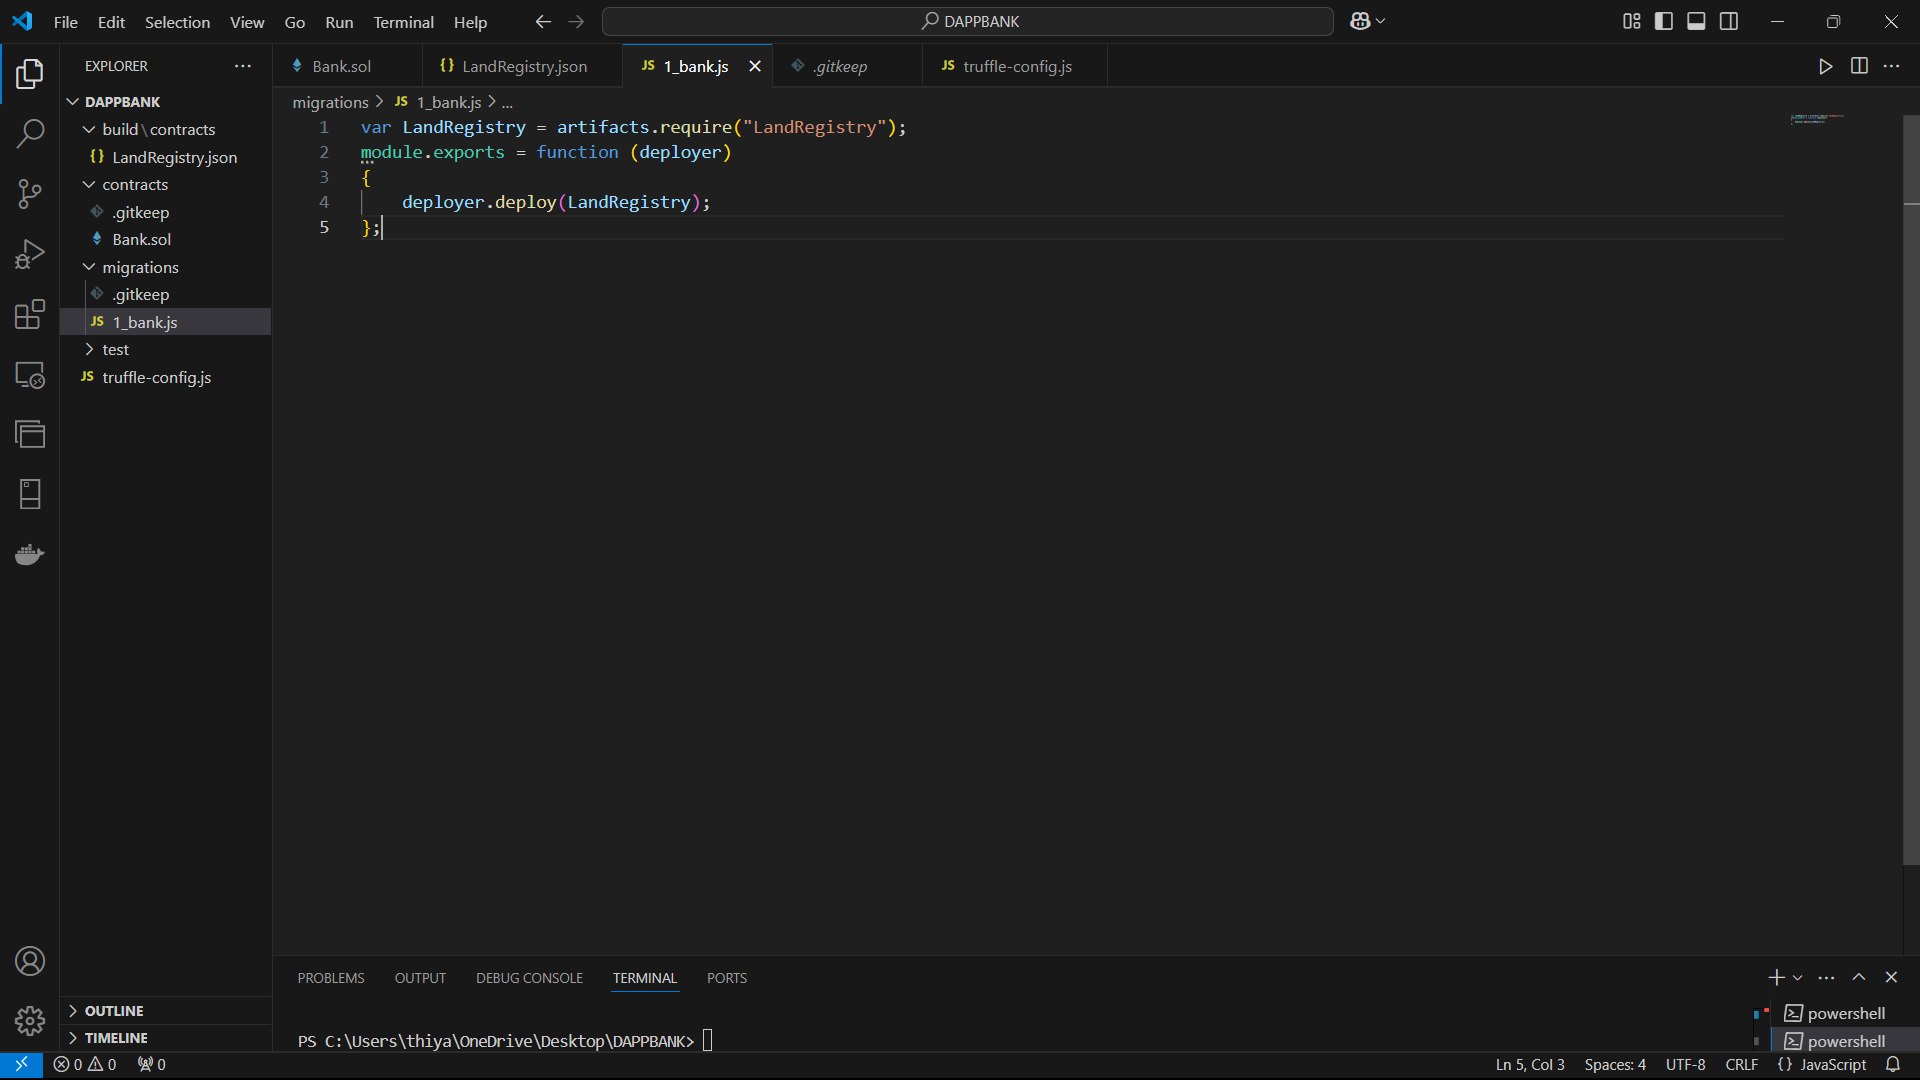 File Edit Selection View Go Run Terminal Help
DAPPBANK
EXPLORER
Bank.sol
{} LandRegistry.json
JS 1_bank.js
.gitkeep
JS truffle-config.js
DAPPBANK
build\contracts
{} LandRegistry.json
contracts
.gitkeep
Bank.sol
migrations
.gitkeep
JS 1_bank.js
test
JS truffle-config.js
OUTLINE
TIMELINE
migrations > JS 1_bank.js > ...
1 var LandRegistry = artifacts.require("LandRegistry");
2 module.exports = function (deployer)
3 {
4 deployer.deploy(LandRegistry);
5 };
PROBLEMS OUTPUT DEBUG CONSOLE TERMINAL PORTS
PS C:\Users\thiya\OneDrive\Desktop\DAPPBANK>
powershell
powershell
0 0 0
Ln 5, Col 3 Spaces: 4 UTF-8 CRLF {} JavaScript